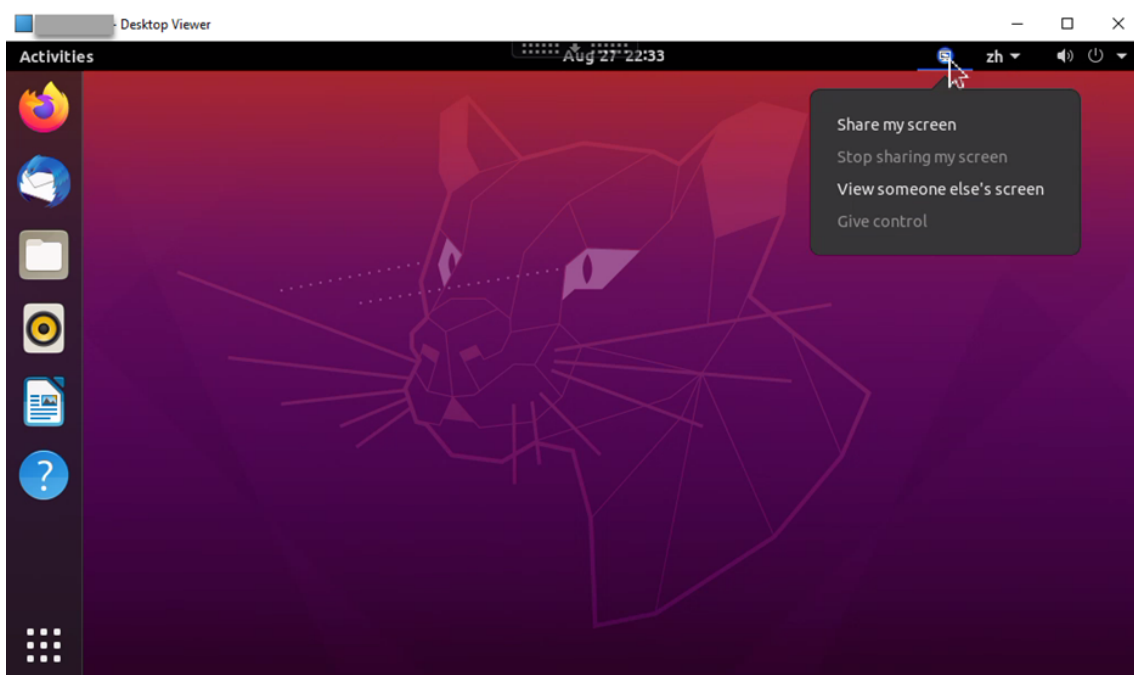 - Desktop Viewer
Activities
Aug 27 22:33
zh
Share my screen
Stop sharing my screen
View someone else's screen
Give control
?